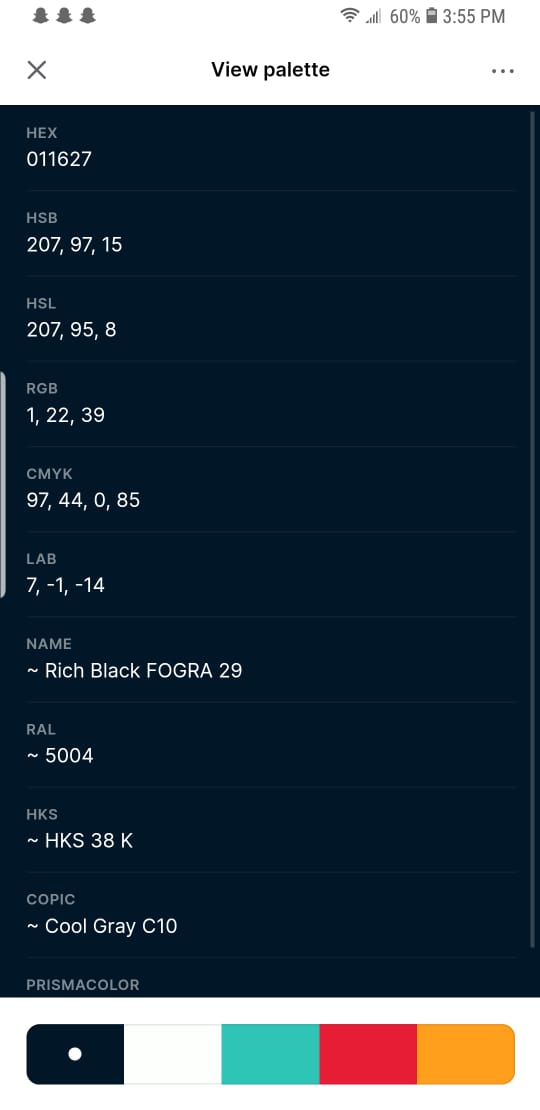 60% 3:55 PM
View palette
HEX
011627
HSB
207, 97, 15
HSL
207, 95, 8
RGB
1, 22, 39
CMYK
97, 44, 0, 85
LAB
7, -1, -14
NAME
~ Rich Black FOGRA 29
RAL
~ 5004
HKS
~ HKS 38 K
COPIC
~ Cool Gray C10
PRISMACOLOR